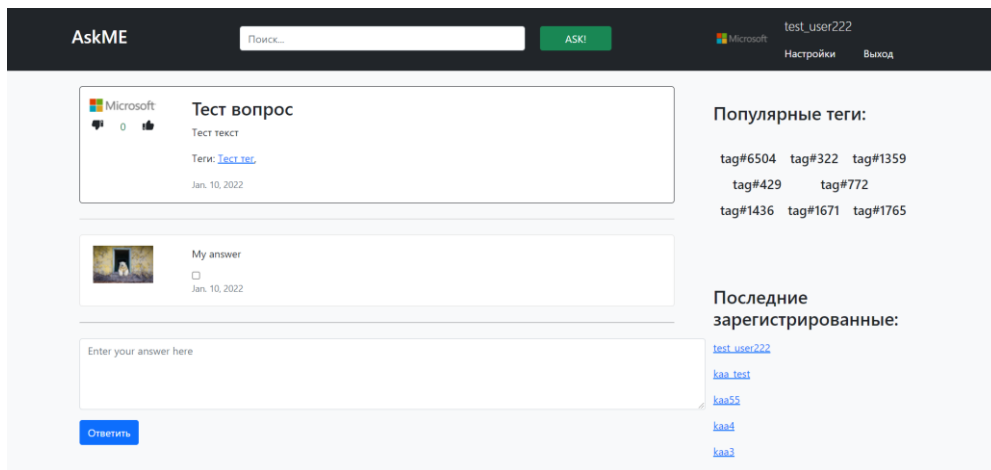 AskME
Поиск...
ASK!
Microsoft
test_user222
Настройки Выход
Microsoft
0
Тест вопрос
Тест текст
Теги: Тест тег,
Jan. 10, 2022
My answer
Jan. 10, 2022
Enter your answer here
Ответить
Популярные теги:
tag#6504 tag#322 tag#1359
tag#429 tag#772
tag#1436 tag#1671 tag#1765
Последние
зарегистрированные:
test_user222
kaa_test
kaa55
kaa4
kaa3